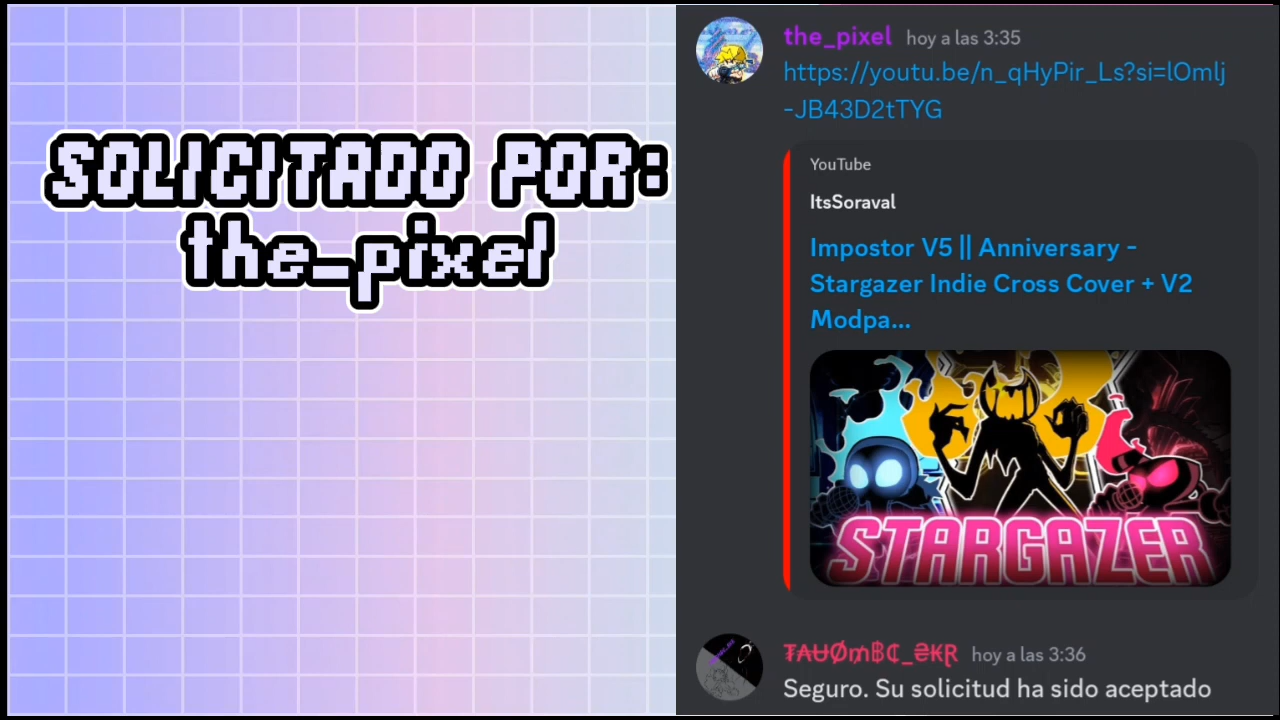 SOLICITADO POR:
the_pixel
the_pixel hoy a las 3:35
https://youtu.be/n_qHyPir_Ls?si=lOmlj
-JB43D2tTYG
YouTube
ItsSoraval
Impostor V5 || Anniversary -
Stargazer Indie Cross Cover + V2
Modpa...
STARGAZER
₮₳ɄØ₥฿₵_₴₭Ɽ hoy a las 3:36
Seguro. Su solicitud ha sido aceptado